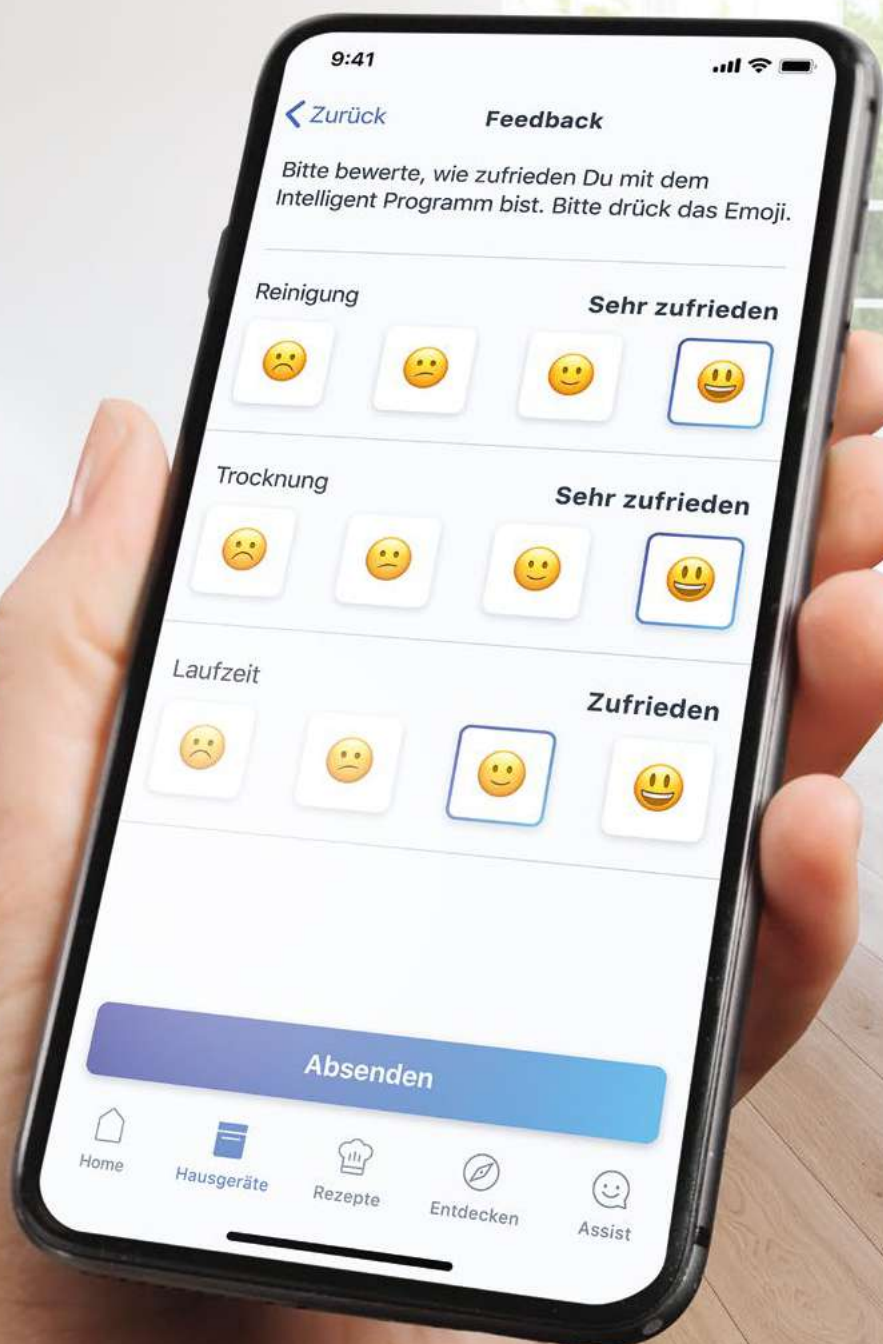 9:41
Zurück
Feedback
Bitte bewerte, wie zufrieden Du mit dem
Intelligent Programm bist. Bitte drück das Emoji.
Reinigung
Sehr zufrieden
Trocknung
Sehr zufrieden
Laufzeit
Zufrieden
Absenden
Home
Hausgeräte
Rezepte
Entdecken
Assist